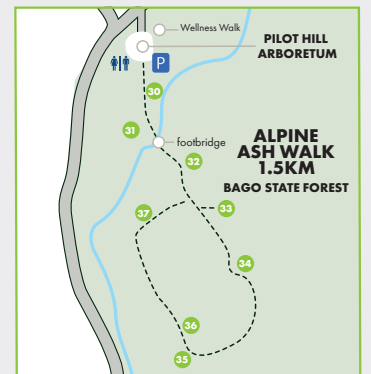 Wellness Walk
PILOT HILL
ARBORETUM
P
30
31
footbridge
ALPINE
ASH WALK
1.5KM
BAGO STATE FOREST
32
33
37
34
36
35